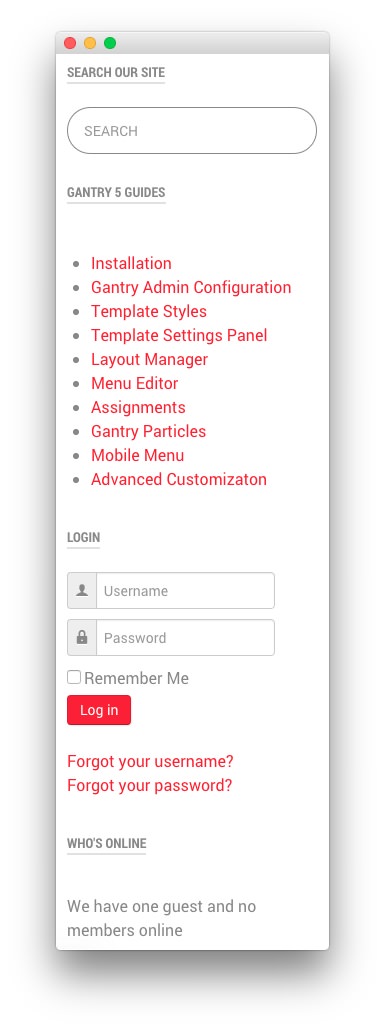 SEARCH OUR SITE
SEARCH
GANTRY 5 GUIDES
Installation
Gantry Admin Configuration
Template Styles
Template Settings Panel
Layout Manager
Menu Editor
Assignments
Gantry Particles
Mobile Menu
Advanced Customizaton
LOGIN
Username
Password
Remember Me
Log in
Forgot your username?
Forgot your password?
WHO'S ONLINE
We have one guest and no
members online